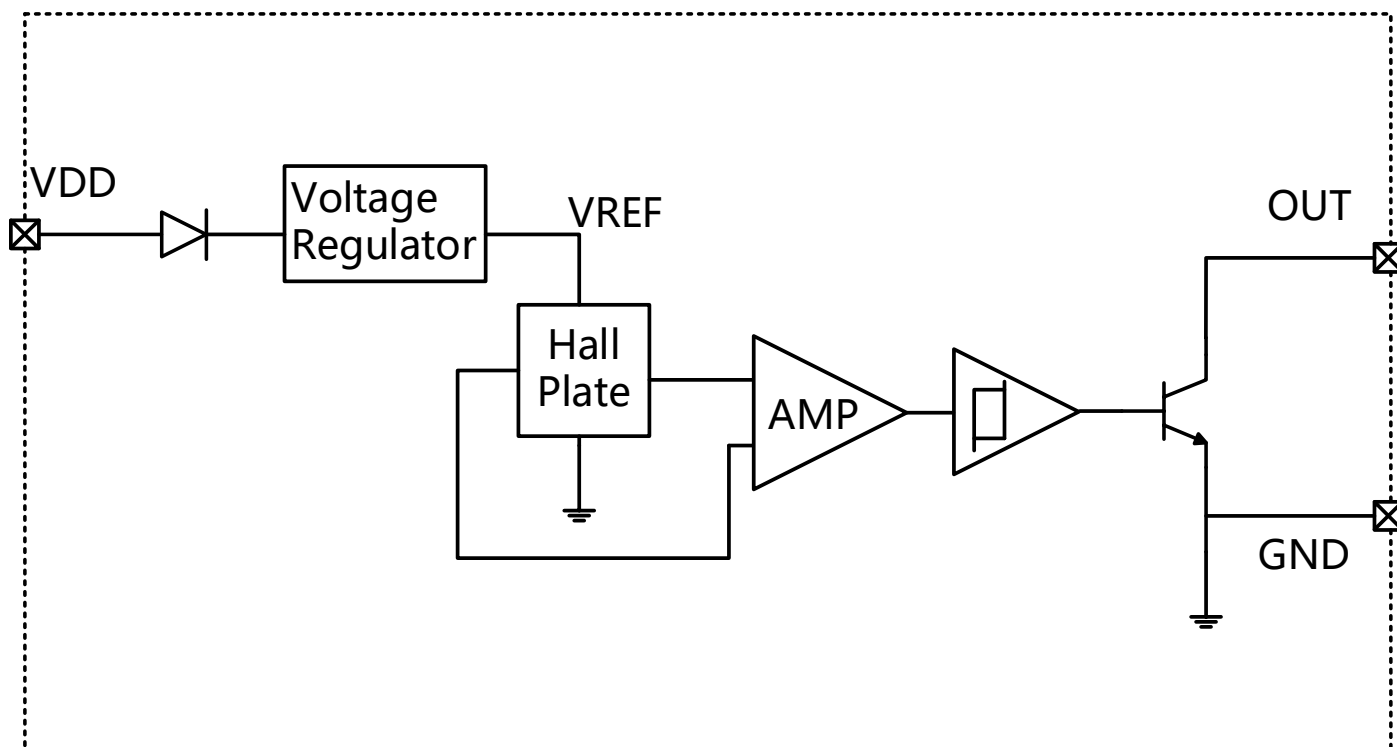 VDD
Voltage
Regulator
VREF
OUT
Hall
Plate
AMP
GND